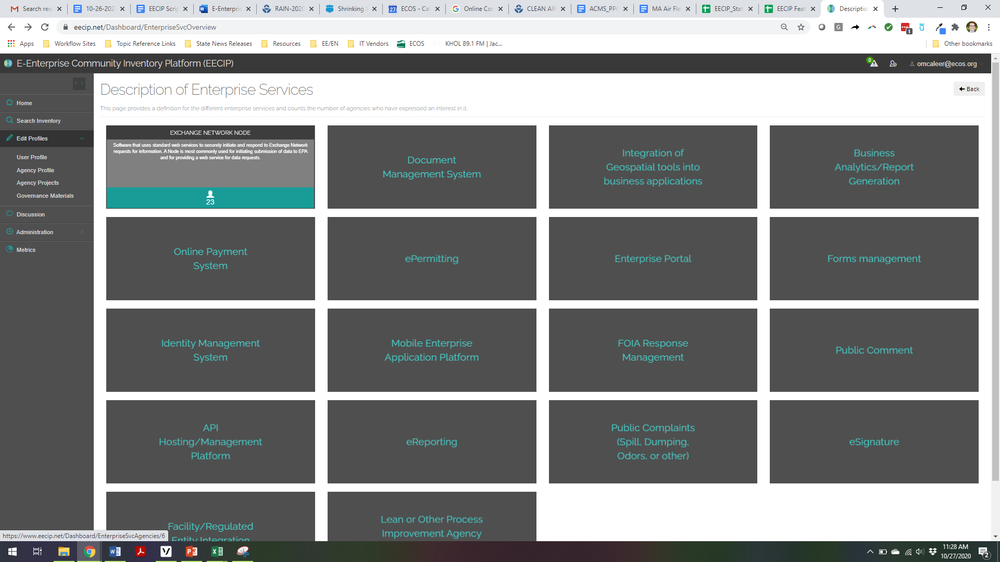 Search res
10-26-202
EECIP Scrip
E-Enterpris
RAIN-2020
Shrinking S
27
ECOS - Cal
Online Cor
CLEAN AIR
ACMS_PPC
MA Air Fle
EECIP_Stat
EECIP Feat
Descriptio
eecip.net/Dashboard/EnterpriseSvcOverview
G
1
Apps
Workflow Sites
Topic Reference Links
State News Releases
Resources
EE/EN
IT Vendors
ECOS
KHOL 89.1 FM | Jac...
Other bookmarks
E-Enterprise Community Inventory Platform (EECIP)
0
omcaleer@ecos.org
Home
Search Inventory
Edit Profiles
User Profile
Agency Profile
Agency Projects
Governance Materials
Discussion
Administration
Metrics
Description of Enterprise Services
Back
This page provides a definition for the different enterprise services and counts the number of agencies who have expressed an interest in it.
EXCHANGE NETWORK NODE
Software that uses standard web services to securely initiate and respond to Exchange Network
requests for information. A Node is most commonly used for initiating submission of data to EPA
and for providing a web service for data requests.
23
Document
Management System
Integration of
Geospatial tools into
business applications
Business
Analytics/Report
Generation
Online Payment
System
ePermitting
Enterprise Portal
Forms management
Identity Management
System
Mobile Enterprise
Application Platform
FOIA Response
Management
Public Comment
API
Hosting/Management
Platform
eReporting
Public Complaints
(Spill, Dumping,
Odors, or other)
eSignature
Facility/Regulated
Entity Integration
Lean or Other Process
Improvement Agency
https://www.eecip.net/Dashboard/EnterpriseSvcAgencies/6
11:28 AM
10/27/2020
2